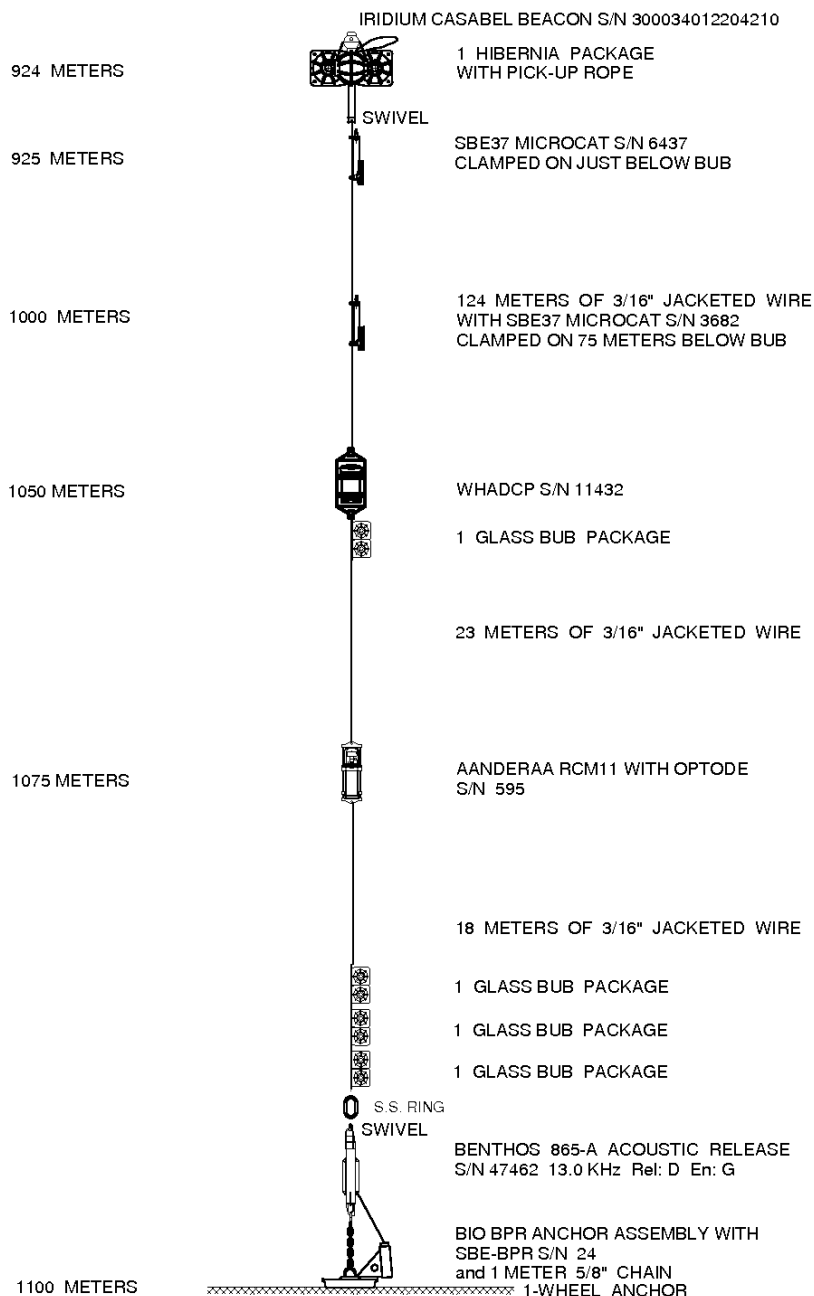 IRIDIUM CASABEL BEACON S/N 300034012204210
924 METERS
1 HIBERNIA PACKAGE
WITH PICK-UP ROPE
SWIVEL
925 METERS
SBE37 MICROCAT S/N 6437
CLAMPED ON JUST BELOW BUB
1000 METERS
124 METERS OF 3/16" JACKETED WIRE
WITH SBE37 MICROCAT S/N 3682
CLAMPED ON 75 METERS BELOW BUB
1050 METERS
WHADCP S/N 11432
1 GLASS BUB PACKAGE
23 METERS OF 3/16" JACKETED WIRE
1075 METERS
AANDERAA RCM11 WITH OPTODE
S/N 595
18 METERS OF 3/16" JACKETED WIRE
1 GLASS BUB PACKAGE
1 GLASS BUB PACKAGE
1 GLASS BUB PACKAGE
S.S. RING
SWIVEL
BENTHOS 865-A ACOUSTIC RELEASE
S/N 47462 13.0 KHz Rel: D En: G
BIO BPR ANCHOR ASSEMBLY WITH
SBE-BPR S/N 24
and 1 METER 5/8" CHAIN
1100 METERS
1-WHEEL ANCHOR